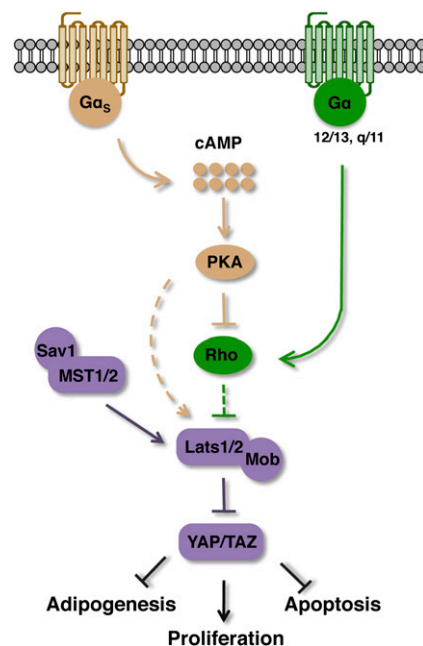 Gαs
Gα
12/13, q/11
cAMP
PKA
Rho
Sav1
MST1/2
Lats1/2
Mob
YAP/TAZ
Adipogenesis
Apoptosis
Proliferation